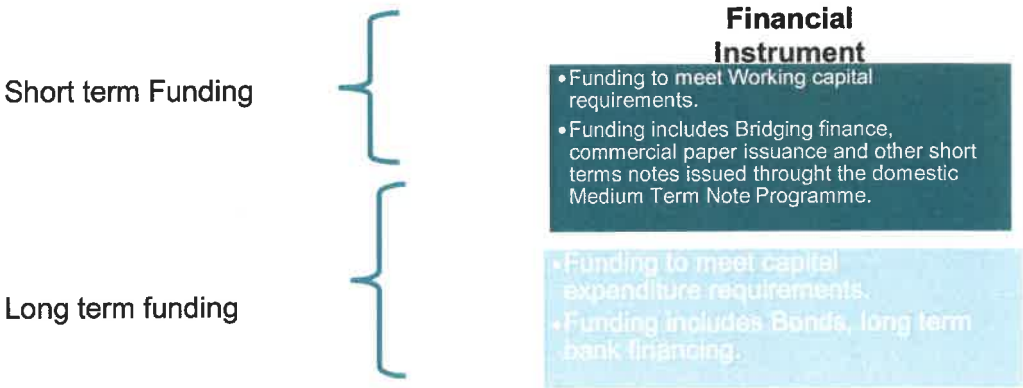 Financial
Instrument
Short term Funding
•Funding to meet Working capital
requirements.
•Funding includes Bridging finance,
commercial paper issuance and other short
terms notes issued throught the domestic
Medium Term Note Programme.
Long term funding
•Funding to meet capital
expenditure requirements.
•Funding includes Bonds, long term
bank financing.